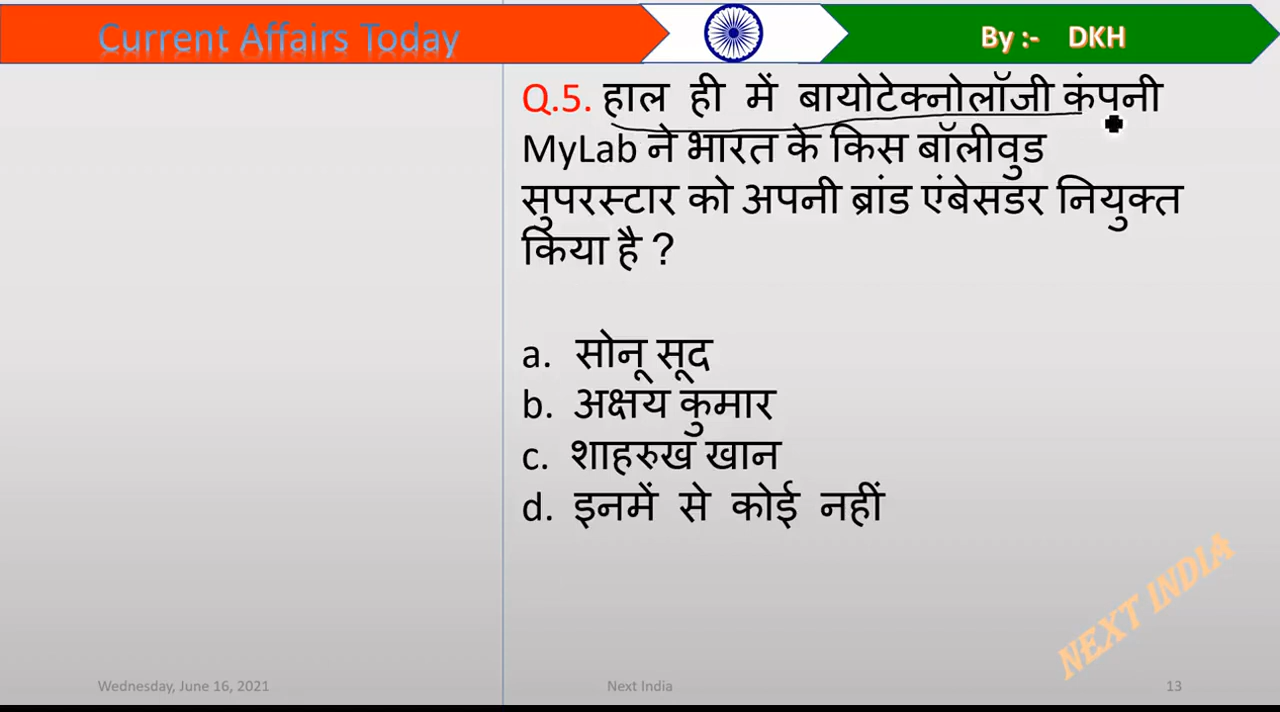 Current Affairs Today
By :- DKH
Q.5. हाल ही में बायोटेक्नोलॉजी कंपनी
MyLab ने भारत के किस बॉलीवुड
सुपरस्टार को अपनी ब्रांड एंबेसडर नियुक्त
किया है ?
a. सोनू सूद
b. अक्षय कुमार
c. शाहरुख खान
d. इनमें से कोई नहीं
NEXT INDIA
Wednesday, June 16, 2021
Next India
13